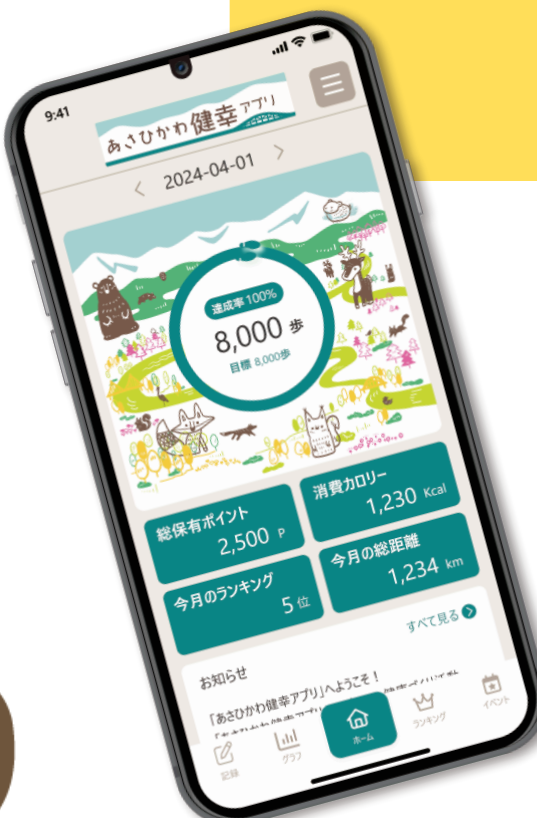 9:41
あさひかわ健幸アプリ
2024-04-01
達成率100%
8,000 歩
目標 8,000歩
総保有ポイント
2,500 P
消費カロリー
1,230 Kcal
今月のランキング
5 位
今月の総距離
1,234 km
すべて見る
お知らせ
「あさひかわ健幸アプリ」へようこそ！
記録
グラフ
ホーム
ランキング
イベント